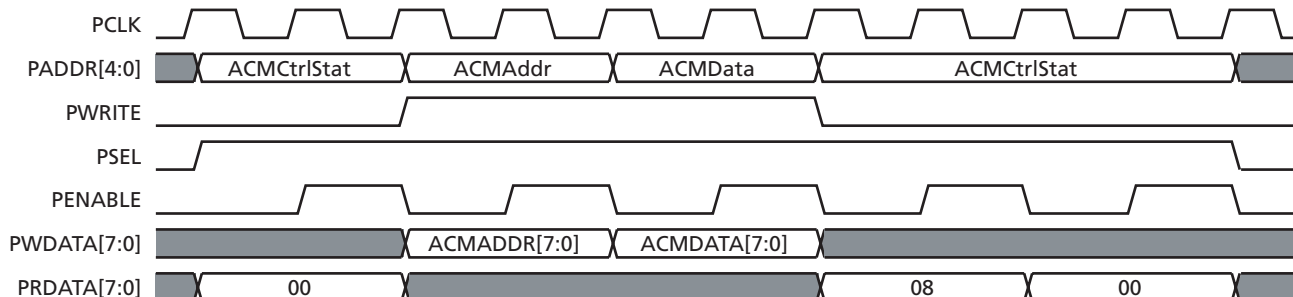 PCLK
PADDR[4:0] ACMCtrlStat ACMAddr ACMData ACMCtrlStat
PWRITE
PSEL
PENABLE
PWDATA[7:0] ACMADDR[7:0] ACMDATA[7:0]
PRDATA[7:0] 00 08 00